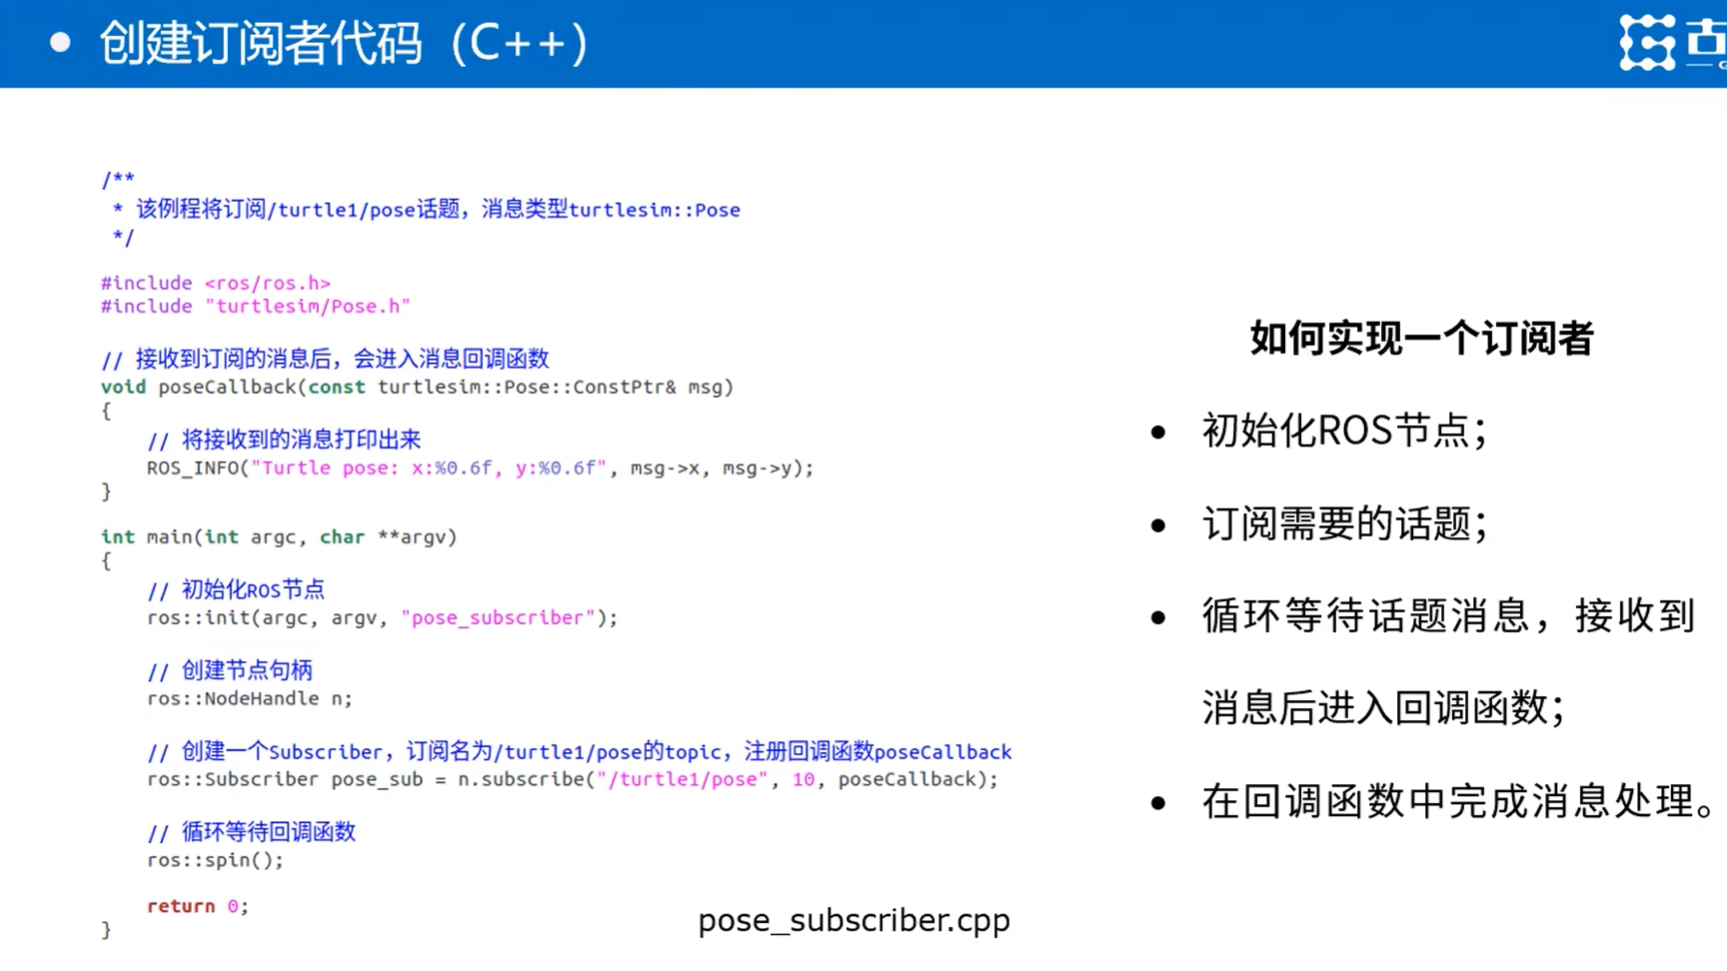 创建订阅者代码（C++）
古
/**
 * 该例程将订阅/turtle1/pose话题，消息类型turtlesim::Pose
 */
#include <ros/ros.h>
#include "turtlesim/Pose.h"
// 接收到订阅的消息后，会进入消息回调函数
void poseCallback(const turtlesim::Pose::ConstPtr& msg)
{
    // 将接收到的消息打印出来
    ROS_INFO("Turtle pose: x:%0.6f, y:%0.6f", msg->x, msg->y);
}
int main(int argc, char **argv)
{
    // 初始化ROS节点
    ros::init(argc, argv, "pose_subscriber");
    // 创建节点句柄
    ros::NodeHandle n;
    // 创建一个Subscriber，订阅名为/turtle1/pose的topic，注册回调函数poseCallback
    ros::Subscriber pose_sub = n.subscribe("/turtle1/pose", 10, poseCallback);
    // 循环等待回调函数
    ros::spin();
    return 0;
}
pose_subscriber.cpp
如何实现一个订阅者
• 初始化ROS节点；
• 订阅需要的话题；
• 循环等待话题消息，接收到
消息后进入回调函数；
• 在回调函数中完成消息处理。